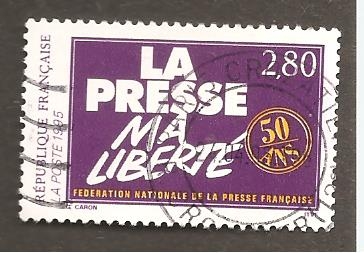 RÉPUBLIQUE FRANÇAISE
LA POSTE 1995
2,80
LA
PRESSE
MA
LIBERTÉ
50
ANS
FEDERATION NATIONALE DE LA PRESSE FRANÇAISE
CARON